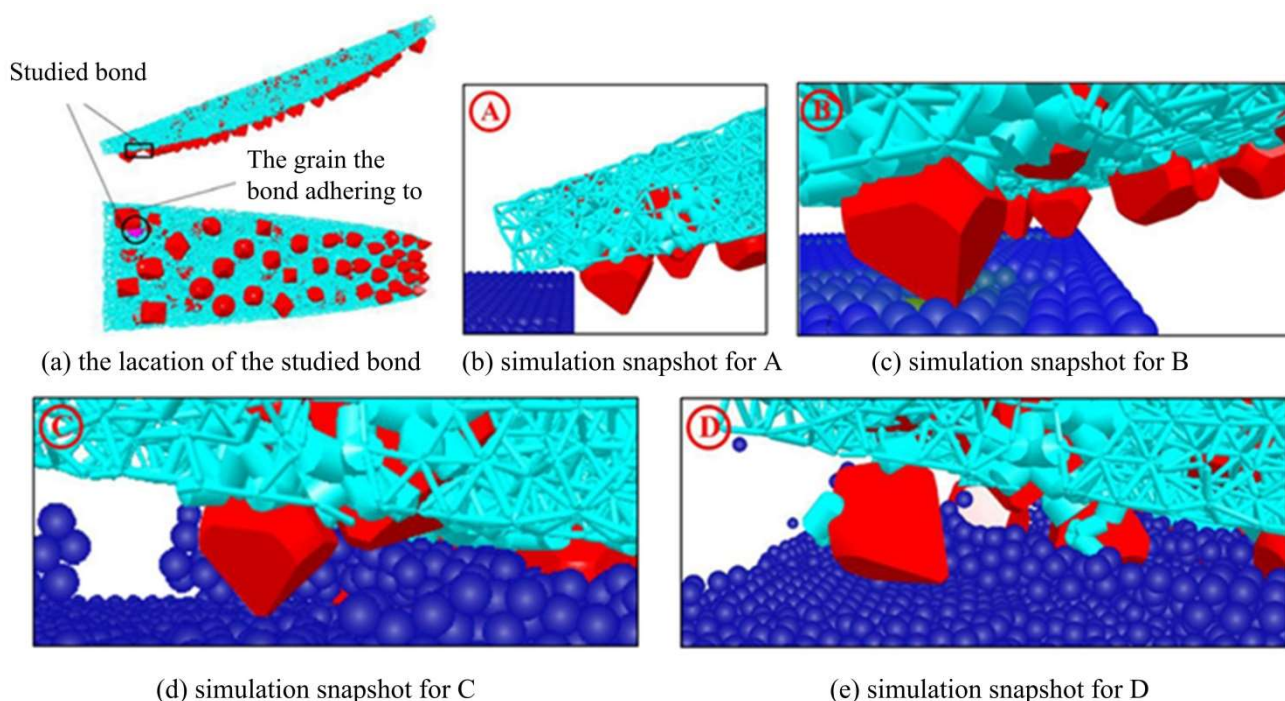 Studied bond
The grain the
bond adhering to
A
B
(a) the lacation of the studied bond
(b) simulation snapshot for A
(c) simulation snapshot for B
C
D
(d) simulation snapshot for C
(e) simulation snapshot for D